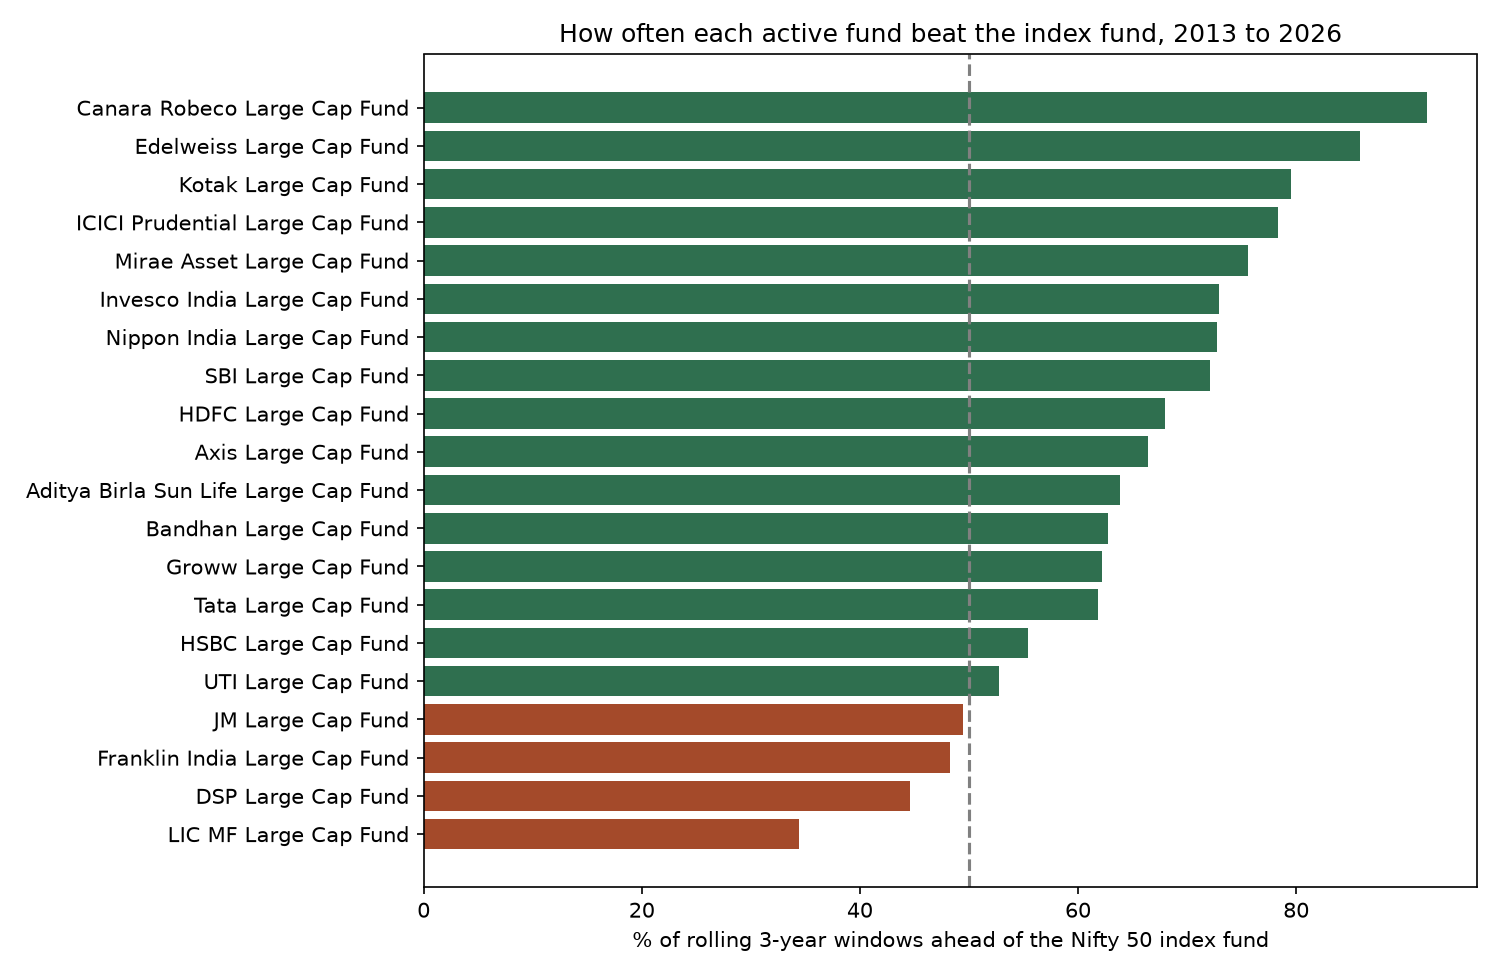 How often each active fund beat the index fund, 2013 to 2026
Canara Robeco Large Cap Fund
Edelweiss Large Cap Fund
Kotak Large Cap Fund
ICICI Prudential Large Cap Fund
Mirae Asset Large Cap Fund
Invesco India Large Cap Fund
Nippon India Large Cap Fund
SBI Large Cap Fund
HDFC Large Cap Fund
Axis Large Cap Fund
Aditya Birla Sun Life Large Cap Fund
Bandhan Large Cap Fund
Groww Large Cap Fund
Tata Large Cap Fund
HSBC Large Cap Fund
UTI Large Cap Fund
JM Large Cap Fund
Franklin India Large Cap Fund
DSP Large Cap Fund
LIC MF Large Cap Fund
0 20 40 60 80
% of rolling 3-year windows ahead of the Nifty 50 index fund